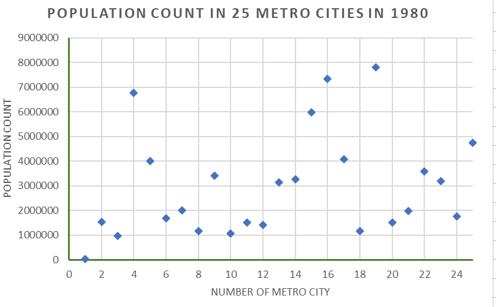 POPULATION COUNT IN 25 METRO CITIES IN 1980
9000000
8000000
7000000
6000000
5000000
4000000
3000000
2000000
1000000
0
POPULATION COUNT
0 2 4 6 8 10 12 14 16 18 20 22 24
NUMBER OF METRO CITY